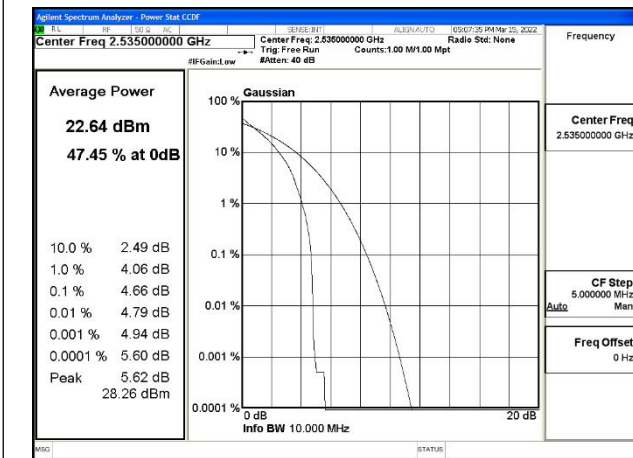 Agilent Spectrum Analyzer - Power Stat CCDF
RL RF 50 Ω AC SENSE:INT ALIGNAUTO 05:07:35 PM Mar 15, 2022
Center Freq 2.535000000 GHz
Center Freq: 2.535000000 GHz Radio Std: None
Trig: Free Run Counts:1.00 M/1.00 Mpt
#IFGain:Low #Atten: 40 dB
Frequency
Average Power
22.64 dBm
47.45 % at 0dB
10.0 % 2.49 dB
1.0 % 4.06 dB
0.1 % 4.66 dB
0.01 % 4.79 dB
0.001 % 4.94 dB
0.0001 % 5.60 dB
Peak 5.62 dB
28.26 dBm
Gaussian
100 %
10 %
1 %
0.1 %
0.01 %
0.001 %
0.0001 %
0 dB 20 dB
Info BW 10.000 MHz
Center Freq
2.535000000 GHz
CF Step
5.000000 MHz
Auto Man
Freq Offset
0 Hz
MSG STATUS